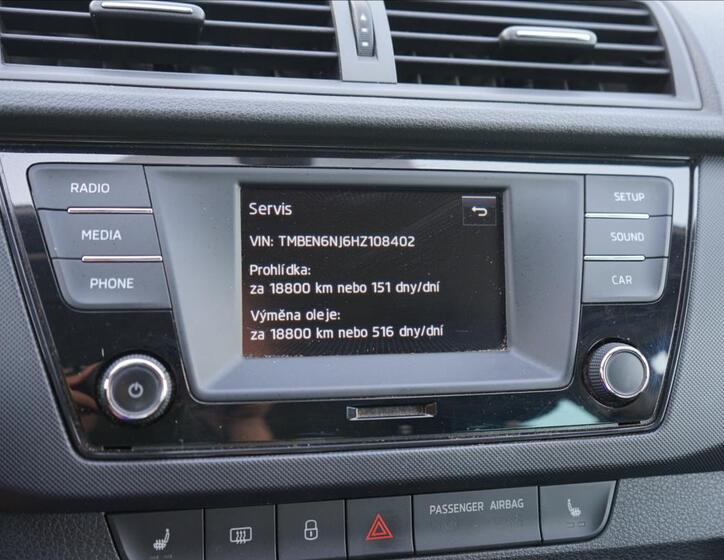 RADIO
MEDIA
PHONE
Servis
VIN: TMBEN6NJ6HZ108402
Prohlídka:
za 18800 km nebo 151 dny/dní
Výměna oleje:
za 18800 km nebo 516 dny/dní
SETUP
SOUND
CAR
PASSENGER AIRBAG